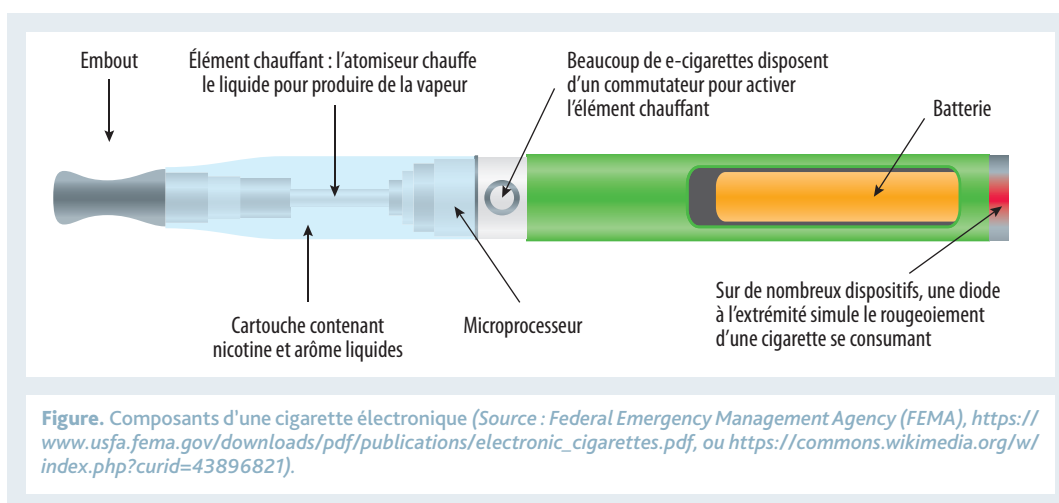 Embout
Élément chauffant : l'atomiseur chauffe
le liquide pour produire de la vapeur
Beaucoup de e-cigarettes disposent
d'un commutateur pour activer
l'élément chauffant
Batterie
Cartouche contenant
nicotine et arôme liquides
Microprocesseur
Sur de nombreux dispositifs, une diode
à l'extrémité simule le rougeoiement
d'une cigarette se consumant
Figure. Composants d'une cigarette électronique (Source : Federal Emergency Management Agency (FEMA), https://
www.usfa.fema.gov/downloads/pdf/publications/electronic_cigarettes.pdf, ou https://commons.wikimedia.org/w/
index.php?curid=43896821).